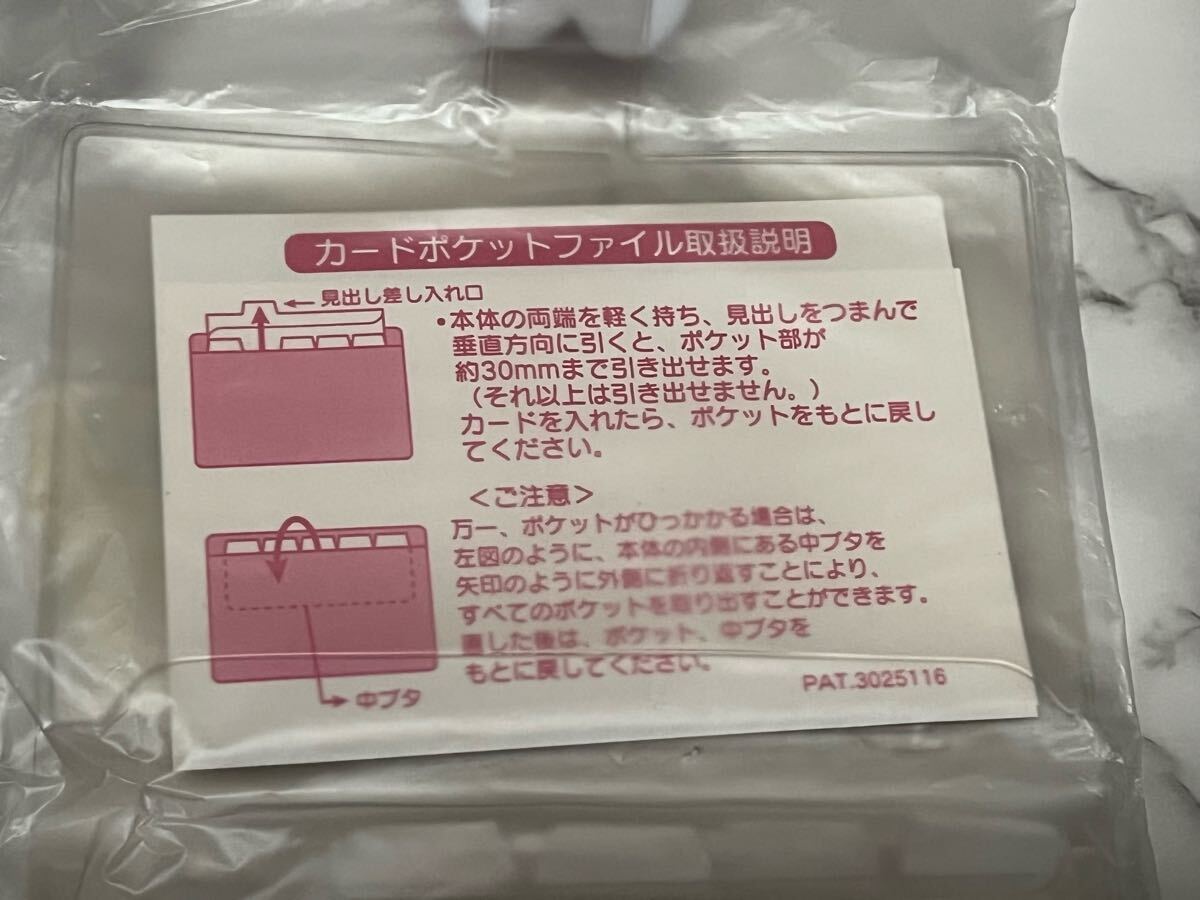 カードポケットファイル取扱説明
見出し差し入れ口
•本体の両端を軽く持ち、見出しをつまんで
垂直方向に引くと、ポケット部が
約30mmまで引き出せます。
(それ以上は引き出せません。)
カードを入れたら、ポケットをもとに戻し
てください。
<ご注意>
万一、ポケットがひっかかる場合は、
左図のように、本体の内側にある中ブタを
矢印のように外側に折り返すことにより、
すべてのポケットを取り出すことができます。
直した後は、ポケット、中ブタを
もとに戻してください。
中ブタ
PAT.3025116